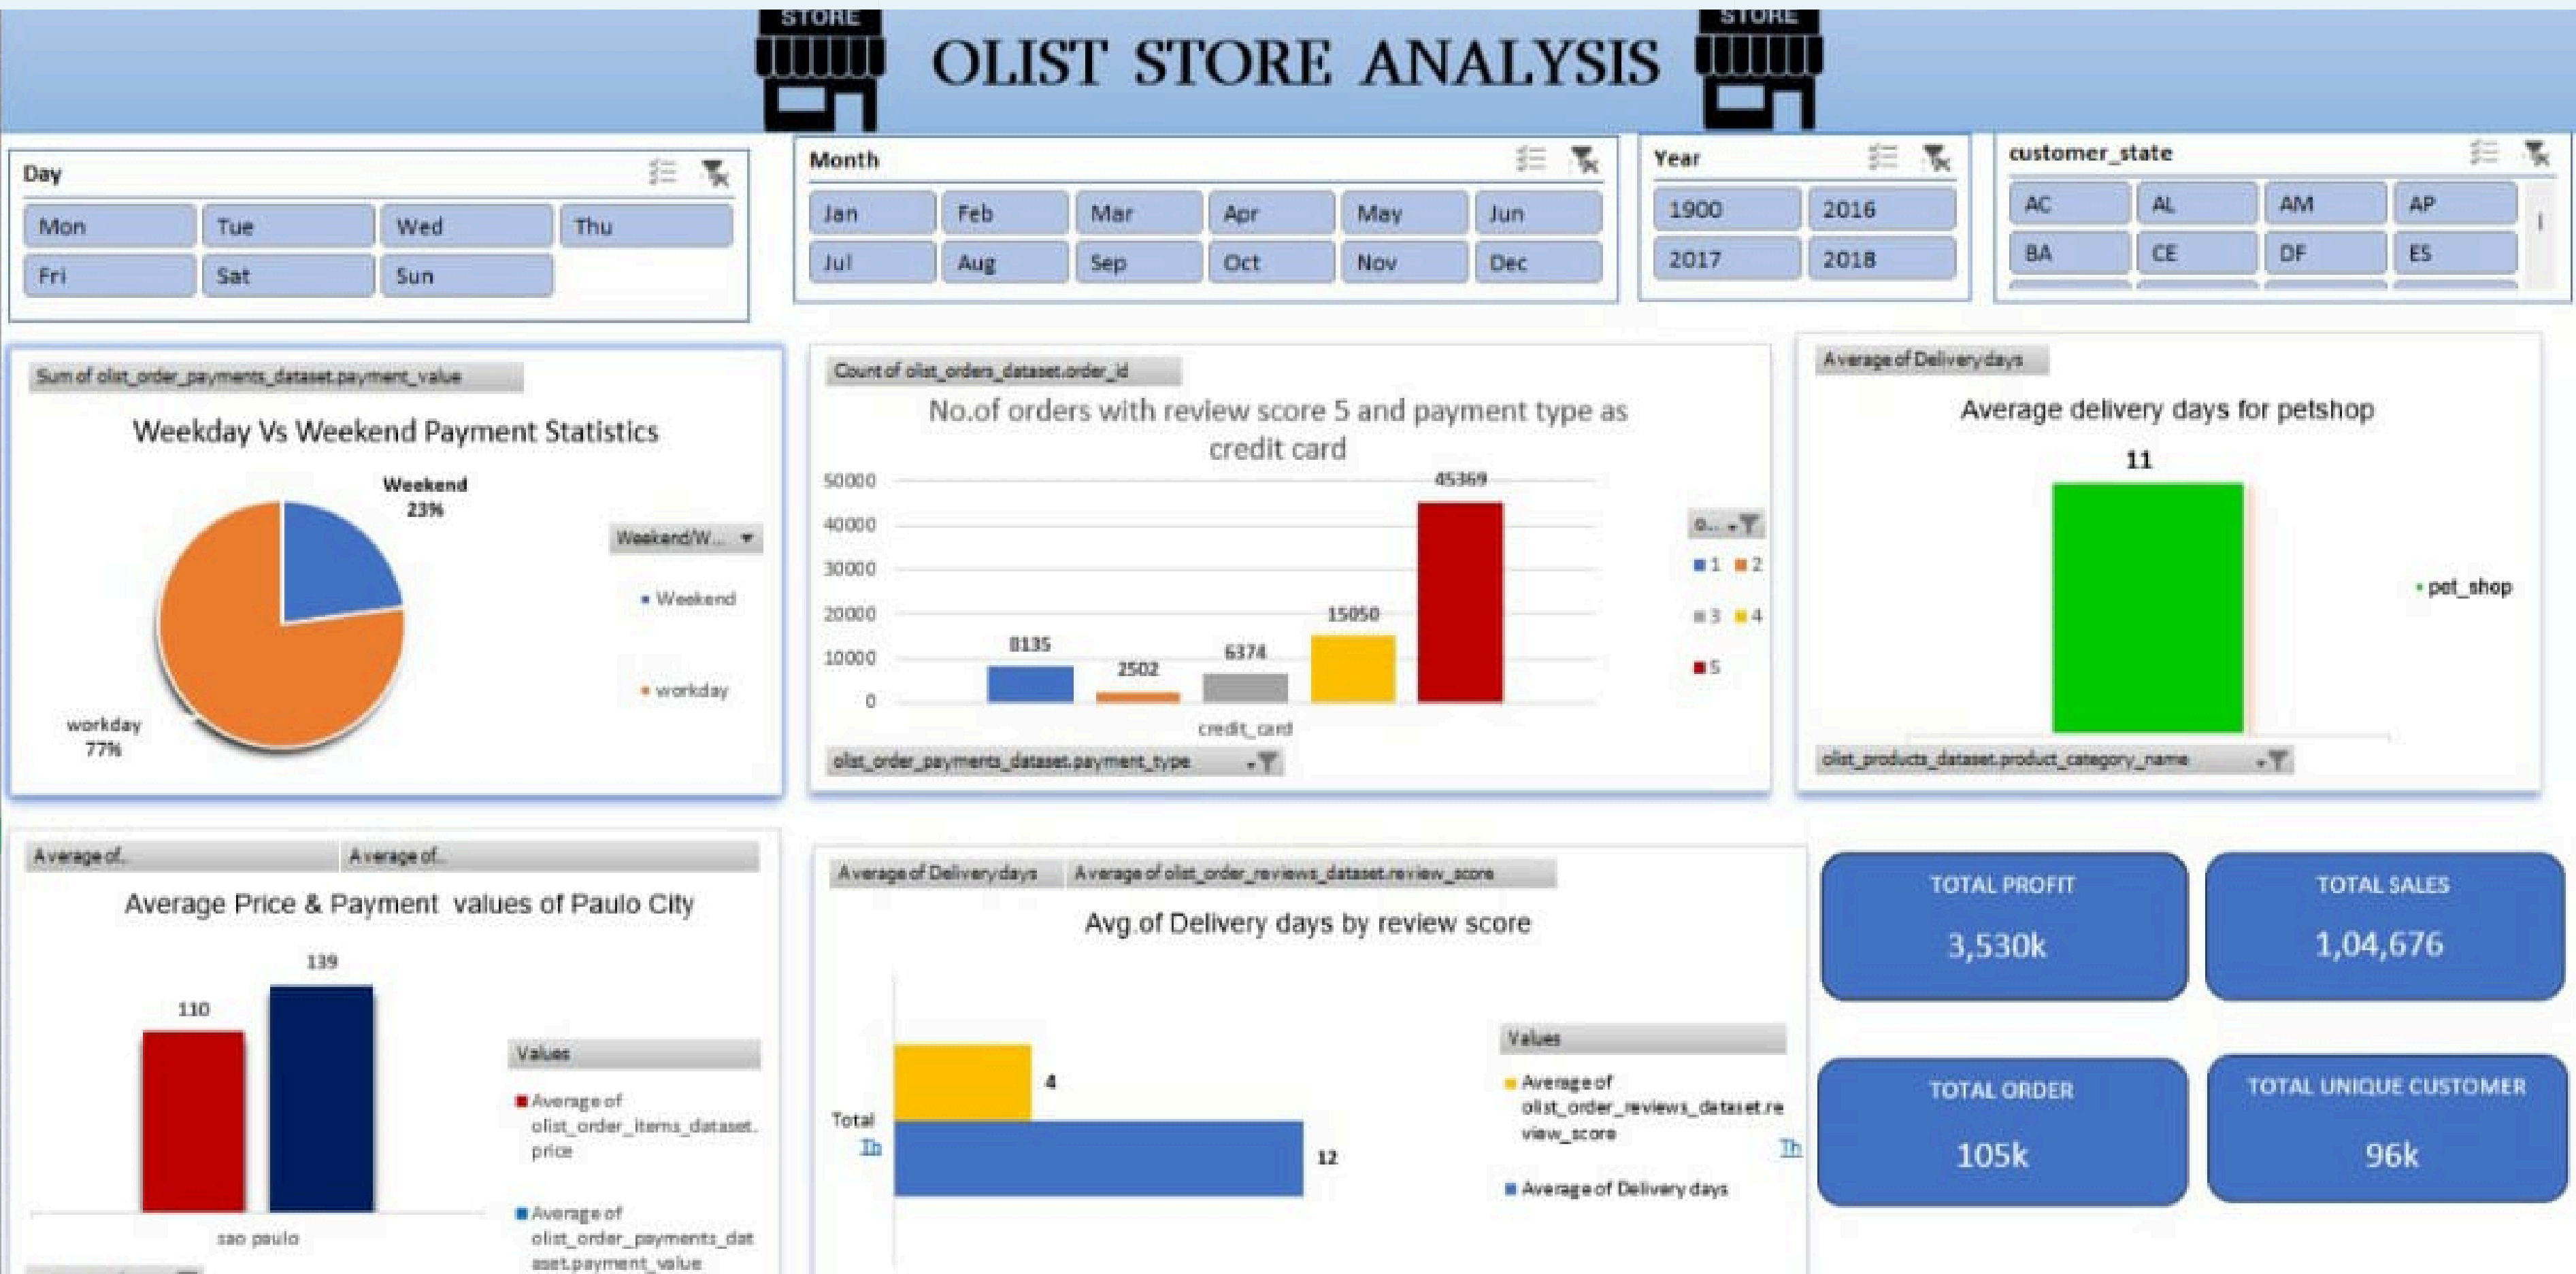 STORE
OLIST STORE ANALYSIS
STORE
Day
Mon Tue Wed Thu
Fri Sat Sun
Month
Jan Feb Mar Apr May Jun
Jul Aug Sep Oct Nov Dec
Year
1900 2016
2017 2018
customer_state
AC AL AM AP
BA CE DF ES
Sum of olist_order_payments_dataset.payment_value
Weekday Vs Weekend Payment Statistics
Weekend
23%
workday
77%
Weekend/W...
Weekend
workday
Count of olist_orders_dataset.order_id
No.of orders with review score 5 and payment type as
credit card
50000
40000
30000
20000
10000
0
8135
2502
6374
15050
45369
credit_card
o...
1 2
3 4
5
olist_order_payments_dataset.payment_type
Average of Deliverydays
Average delivery days for petshop
11
pet_shop
olist_products_dataset.product_category_name
Average of.. Average of..
Average Price & Payment values of Paulo City
110
139
sao paulo
Values
Average of
olist_order_items_dataset.
price
Average of
olist_order_payments_dat
aset.payment_value
Average of Deliverydays Average of olist_order_reviews_dataset.review_score
Avg.of Delivery days by review score
4
Total
Th
12
Values
Average of
olist_order_reviews_dataset.re
view_score
Th
Average of Delivery days
TOTAL PROFIT
3,530k
TOTAL SALES
1,04,676
TOTAL ORDER
105k
TOTAL UNIQUE CUSTOMER
96k